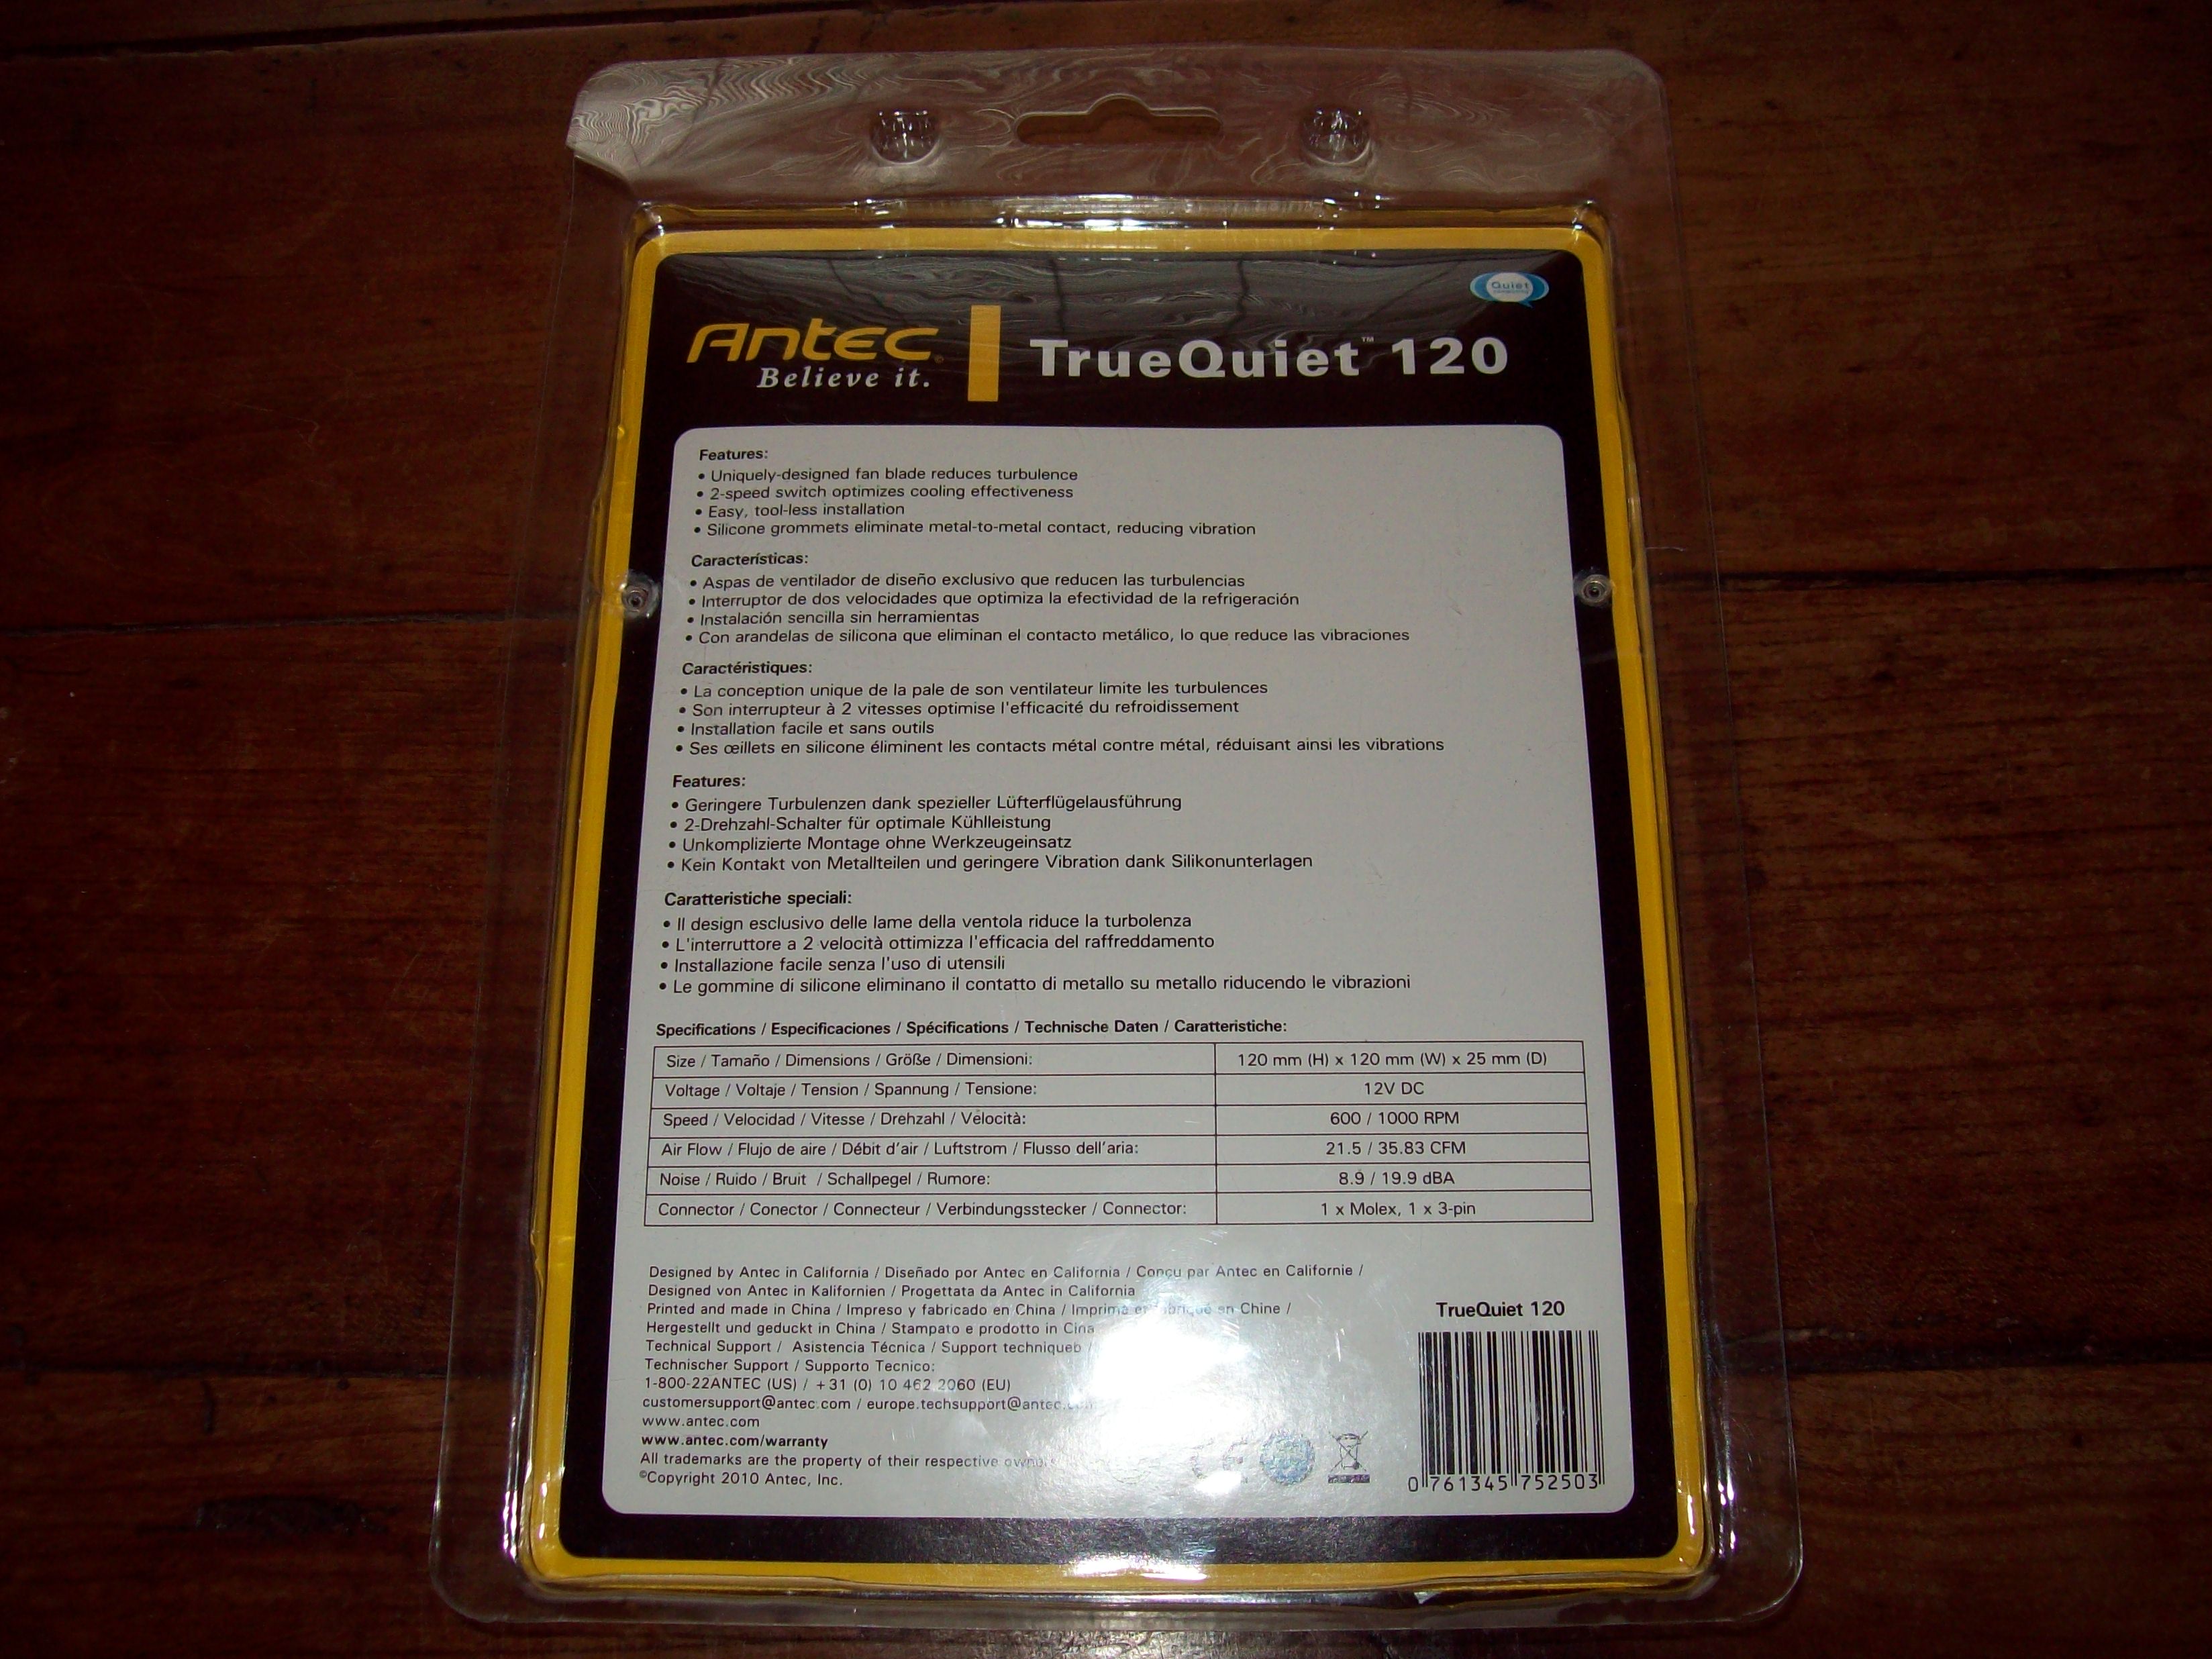 Quiet
Antec
Believe it.
TrueQuiet™ 120
Features:
• Uniquely-designed fan blade reduces turbulence
• 2-speed switch optimizes cooling effectiveness
• Easy, tool-less installation
• Silicone grommets eliminate metal-to-metal contact, reducing vibration
Características:
• Aspas de ventilador de diseño exclusivo que reducen las turbulencias
• Interruptor de dos velocidades que optimiza la efectividad de la refrigeración
• Instalación sencilla sin herramientas
• Con arandelas de silicona que eliminan el contacto metálico, lo que reduce las vibraciones
Caractéristiques:
• La conception unique de la pale de son ventilateur limite les turbulences
• Son interrupteur à 2 vitesses optimise l'efficacité du refroidissement
• Installation facile et sans outils
• Ses œillets en silicone éliminent les contacts métal contre métal, réduisant ainsi les vibrations
Features:
• Geringere Turbulenzen dank spezieller Lüfterflügelausführung
• 2-Drehzahl-Schalter für optimale Kühlleistung
• Unkomplizierte Montage ohne Werkzeugeinsatz
• Kein Kontakt von Metallteilen und geringere Vibration dank Silikonunterlagen
Caratteristiche speciali:
• Il design esclusivo delle lame della ventola riduce la turbolenza
• L'interruttore a 2 velocità ottimizza l'efficacia del raffreddamento
• Installazione facile senza l'uso di utensili
• Le gommine di silicone eliminano il contatto di metallo su metallo riducendo le vibrazioni
Specifications / Especificaciones / Spécifications / Technische Daten / Caratteristiche:
Size / Tamaño / Dimensions / Größe / Dimensioni: 120 mm (H) x 120 mm (W) x 25 mm (D)
Voltage / Voltaje / Tension / Spannung / Tensione: 12V DC
Speed / Velocidad / Vitesse / Drehzahl / Velocità: 600 / 1000 RPM
Air Flow / Flujo de aire / Débit d'air / Luftstrom / Flusso dell'aria: 21.5 / 35.83 CFM
Noise / Ruido / Bruit / Schallpegel / Rumore: 8.9 / 19.9 dBA
Connector / Conector / Connecteur / Verbindungsstecker / Connector: 1 x Molex, 1 x 3-pin
Designed by Antec in California / Diseñado por Antec en California / Conçu par Antec en Californie /
Designed von Antec in Kalifornien / Progettata da Antec in California
Printed and made in China / Impreso y fabricado en China / Imprimé en Chine /
Hergestellt und geduckt in China / Stampato e prodotto in Cina
Technical Support / Asistencia Técnica / Support techniqueb /
Technischer Support / Supporto Tecnico:
1-800-22ANTEC (US) / +31 (0) 10 462 2060 (EU)
customersupport@antec.com / europe.techsupport@antec.com
www.antec.com
www.antec.com/warranty
All trademarks are the property of their respective
©Copyright 2010 Antec, Inc.
CE
TrueQuiet 120
0 761345 752503